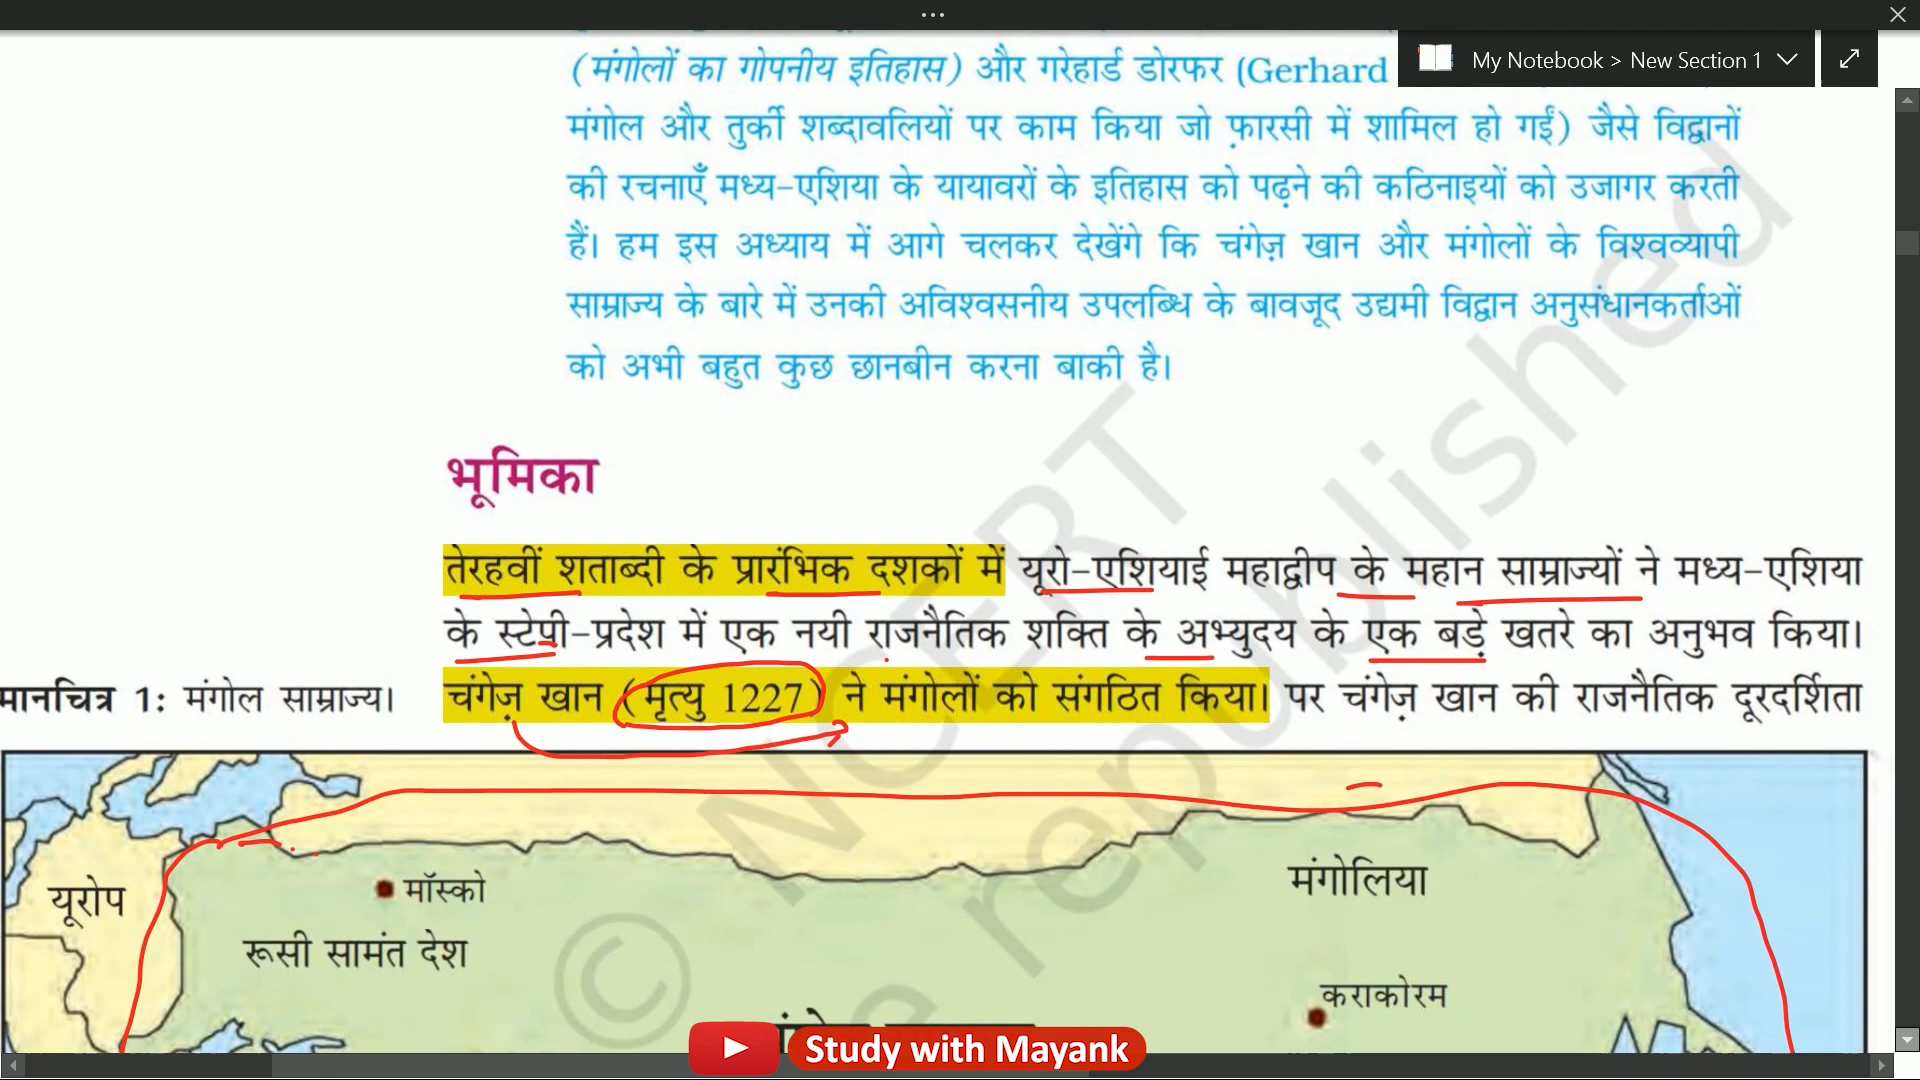 My Notebook > New Section 1
(मंगोलों का गोपनीय इतिहास) और गरेहार्ड डोरफर (Gerhard
मंगोल और तुर्की शब्दावलियों पर काम किया जो फ़ारसी में शामिल हो गईं) जैसे विद्वानों
की रचनाएँ मध्य-एशिया के यायावरों के इतिहास को पढ़ने की कठिनाइयों को उजागर करती
हैं। हम इस अध्याय में आगे चलकर देखेंगे कि चंगेज़ खान और मंगोलों के विश्वव्यापी
साम्राज्य के बारे में उनकी अविश्वसनीय उपलब्धि के बावजूद उद्यमी विद्वान अनुसंधानकर्ताओं
को अभी बहुत कुछ छानबीन करना बाकी है।
भूमिका
तेरहवीं शताब्दी के प्रारंभिक दशकों में यूरो-एशियाई महाद्वीप के महान साम्राज्यों ने मध्य-एशिया
के स्टेपी-प्रदेश में एक नयी राजनैतिक शक्ति के अभ्युदय के एक बड़े खतरे का अनुभव किया।
चंगेज़ खान (मृत्यु 1227) ने मंगोलों को संगठित किया। पर चंगेज़ खान की राजनैतिक दूरदर्शिता
मानचित्र 1: मंगोल साम्राज्य।
मंगोलिया
मॉस्को
यूरोप
रूसी सामंत देश
कराकोरम
Study with Mayank
© NCERT
republished